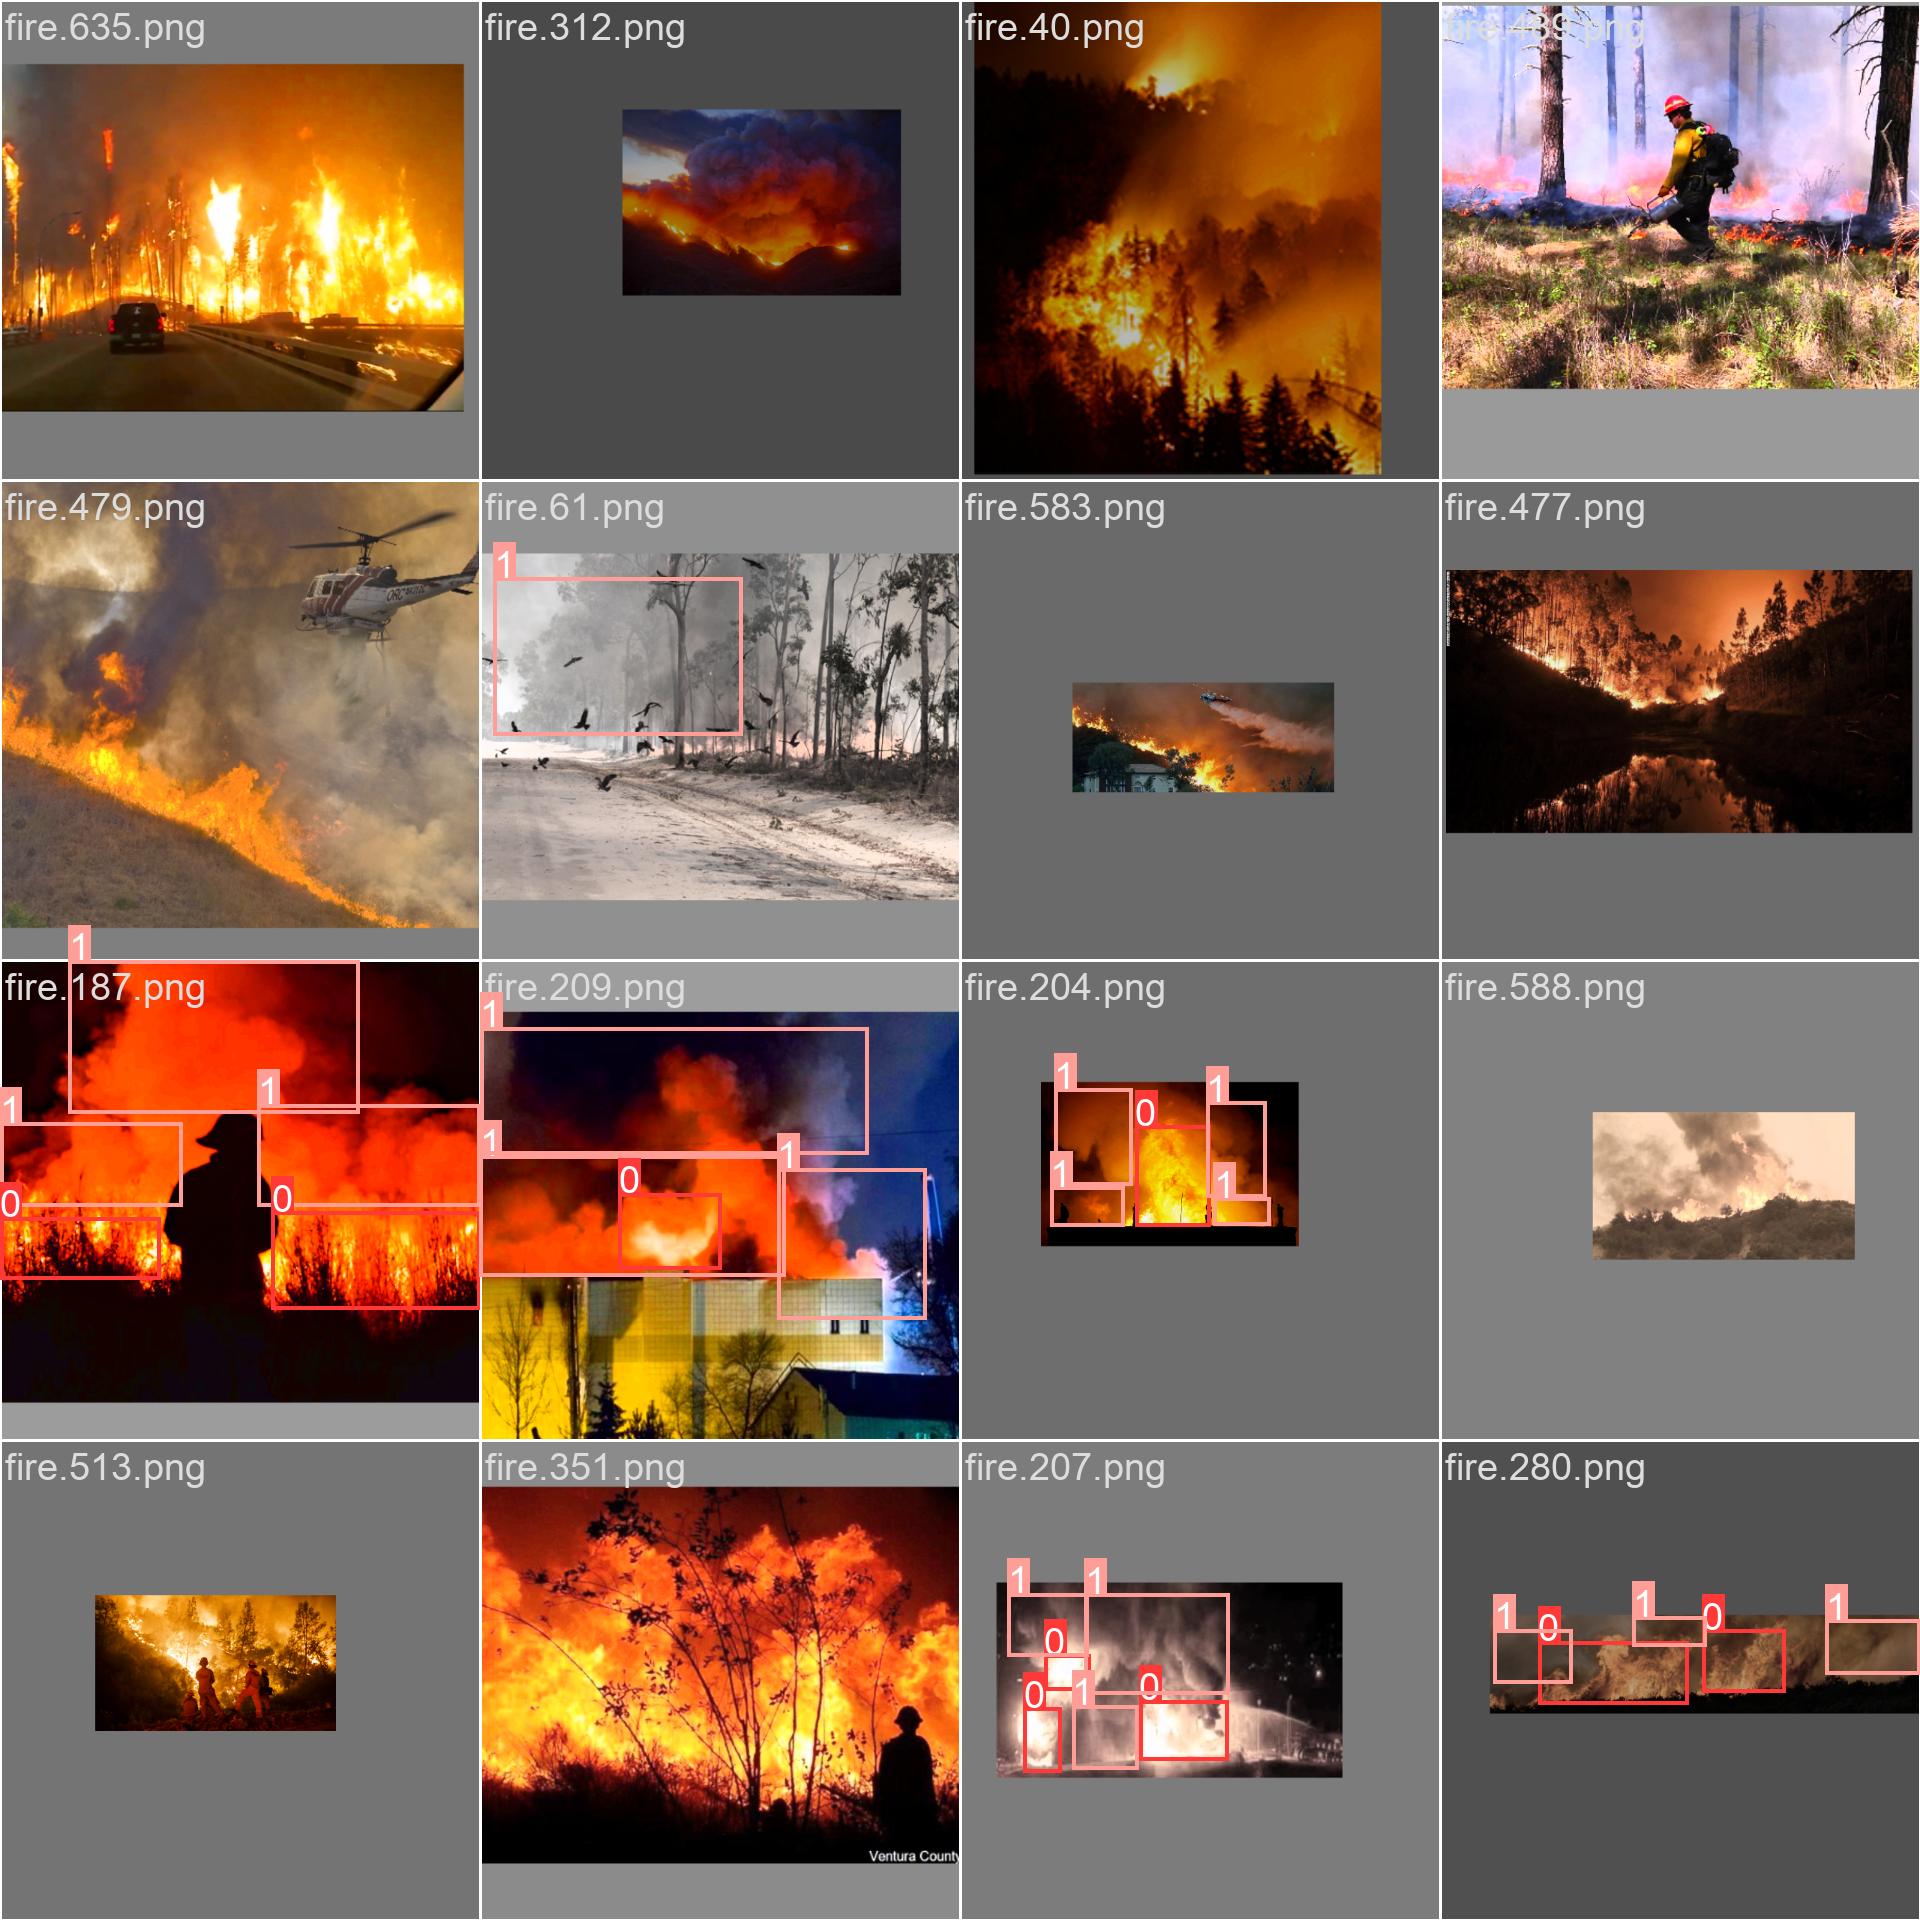 fire.635.png
fire.312.png
fire.40.png
fire.489.png
fire.479.png
ORC
fire.61.png
1
fire.583.png
fire.477.png
fire.187.png
1
1
1
0
0
fire.209.png
1
1
1
0
fire.204.png
1
1
0
1
1
fire.588.png
fire.513.png
fire.351.png
Ventura County
fire.207.png
1
1
0
0
1
0
fire.280.png
1
0
1
0
1